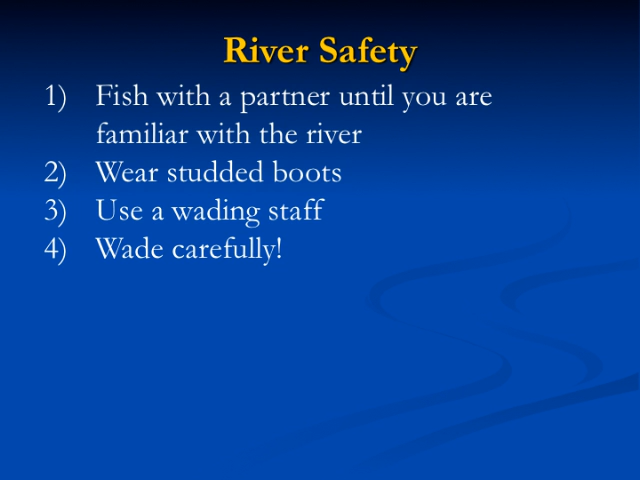 River Safety
1) Fish with a partner until you are
familiar with the river
2) Wear studded boots
3) Use a wading staff
4) Wade carefully!